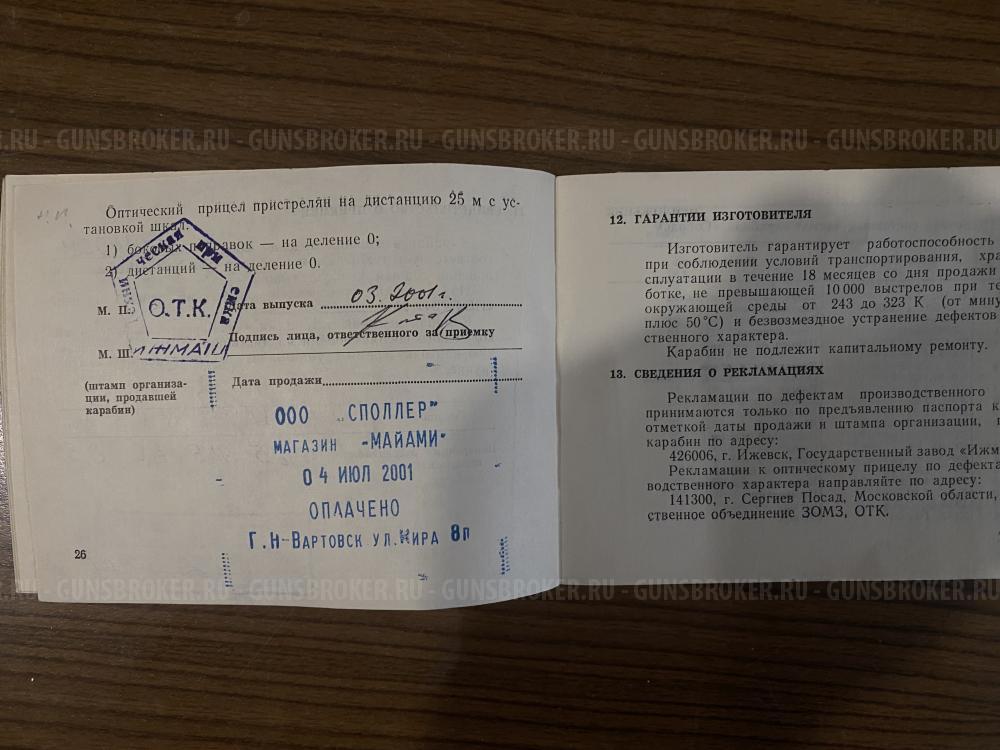 .RU - GUNSBROKER.RU - GUNSBROKER.RU - GUNSBROKER.RU - GUNSBROKER.RU - GUNSBROKER.RU
Оптический прицел пристрелян на дистанцию 25 м с ус-
тановкой шкал:
1) боковых поправок — на деление 0;
2) дистанций — на деление 0.
ческая при
сика
О.Т.К.
ИЖМАШ
М. П.
Дата выпуска 03.2001г.
Подпись лица, ответственного за приемку
М. Ш.
(штамп организа-
ции, продавшей
карабин)
Дата продажи
ООО „СПОЛЛЕР"
МАГАЗИН „МАЙАМИ"
04 ИЮЛ 2001
ОПЛАЧЕНО
Г.Н-ВАРТОВСК УЛ.КИРА 8П
26
12. ГАРАНТИИ ИЗГОТОВИТЕЛЯ
Изготовитель гарантирует работоспособность
при соблюдении условий транспортирования, хра
сплуатации в течение 18 месяцев со дня продажи
ботке, не превышающей 10 000 выстрелов при те
окружающей среды от 243 до 323 К (от мину
плюс 50°C) и безвозмездное устранение дефектов
ственного характера.
Карабин не подлежит капитальному ремонту.
13. СВЕДЕНИЯ О РЕКЛАМАЦИЯХ
Рекламации по дефектам производственного
принимаются только по предъявлению паспорта к
отметкой даты продажи и штампа организации,
карабин по адресу:
426006, г. Ижевск, Государственный завод «Ижм
Рекламации к оптическому прицелу по дефекта
водственного характера направляйте по адресу:
141300, г. Сергиев Посад, Московской области,
ственное объединение ЗОМЗ, ОТК.
RU - GUNSBROKER.RU - GUNSBROKER.RU - GUNSBROKER.RU - GUNSBROKER.RU - GUNSBROKER.RU